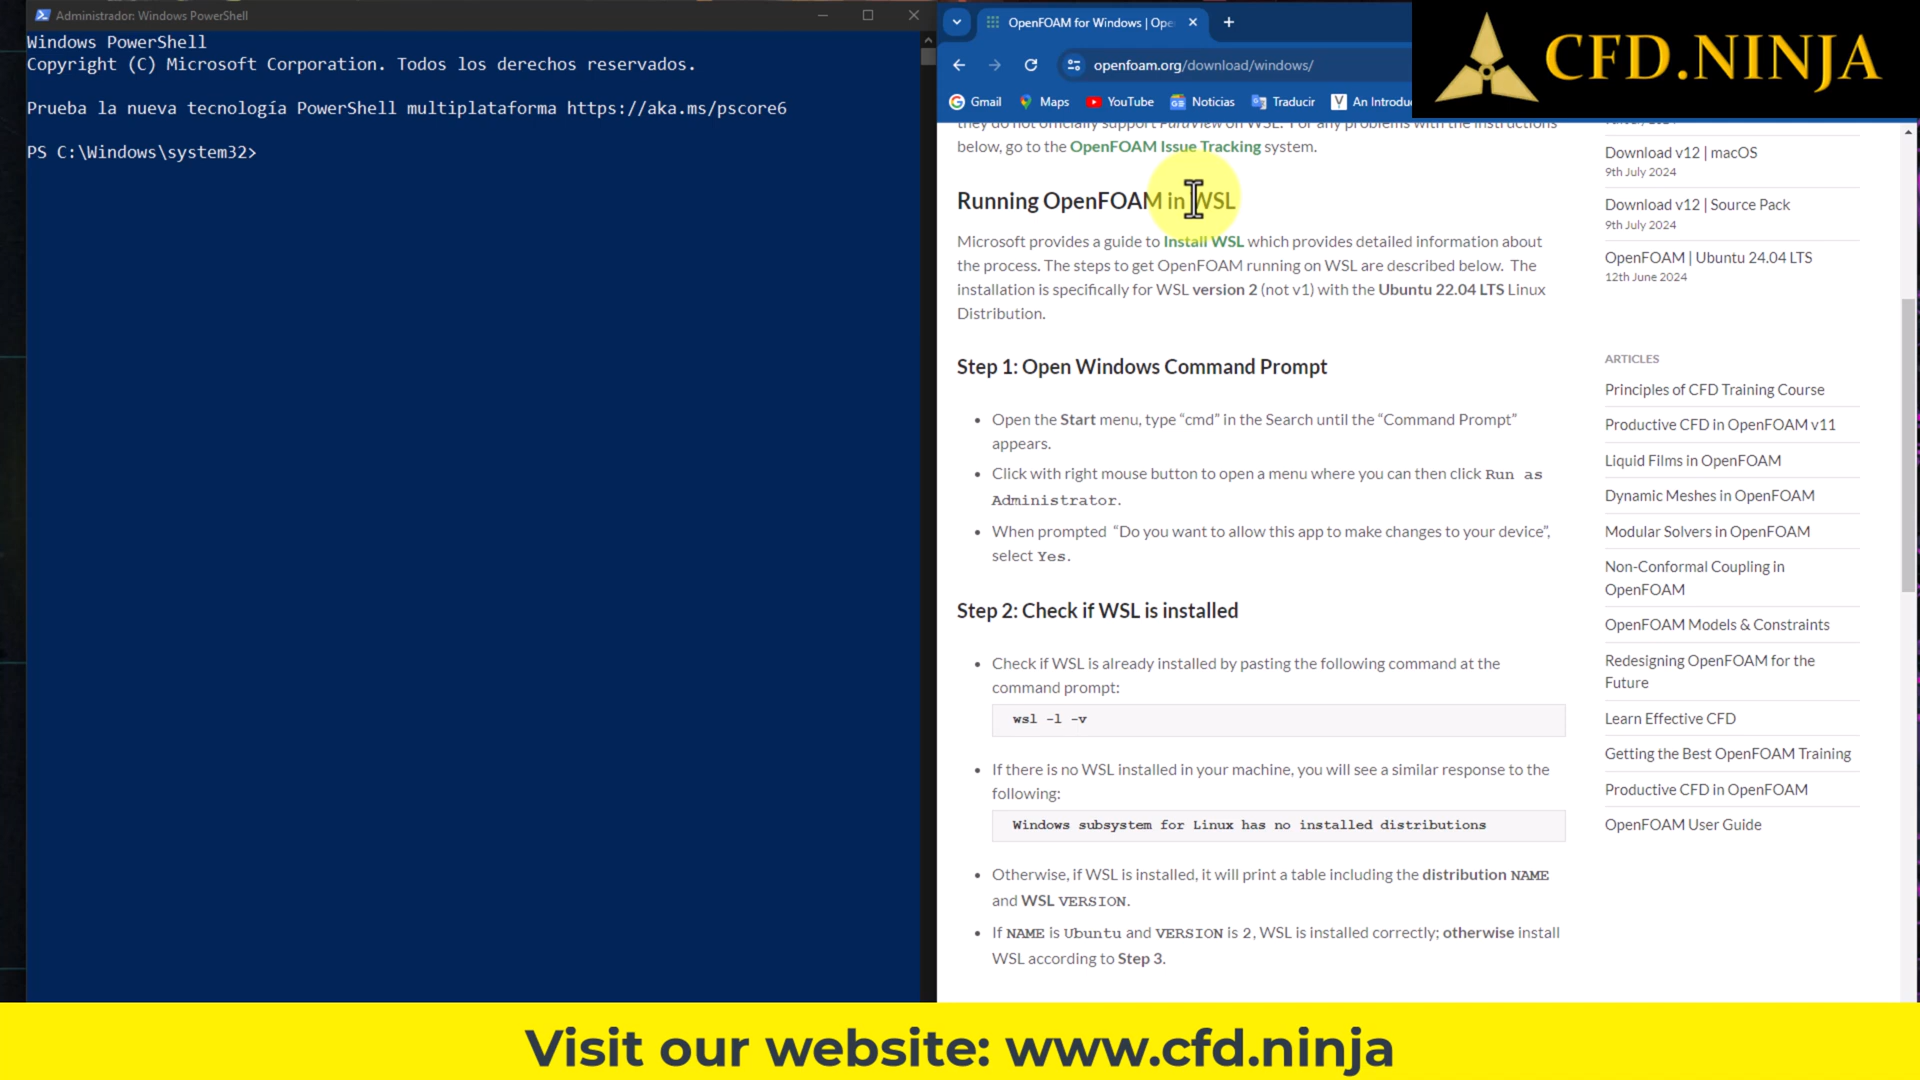 Administrador: Windows PowerShell
Windows PowerShell
Copyright (C) Microsoft Corporation. Todos los derechos reservados.
Prueba la nueva tecnología PowerShell multiplataforma https://aka.ms/pscore6
PS C:\Windows\system32>
OpenFOAM for Windows | Ope
openfoam.org/download/windows/
Gmail Maps YouTube Noticias Traducir An Introdu
CFD.NINJA
they do not officially support ParaView on WSL. For any problems with the instructions
below, go to the OpenFOAM Issue Tracking system.
Running OpenFOAM in WSL
Microsoft provides a guide to Install WSL which provides detailed information about
the process. The steps to get OpenFOAM running on WSL are described below. The
installation is specifically for WSL version 2 (not v1) with the Ubuntu 22.04 LTS Linux
Distribution.
Step 1: Open Windows Command Prompt
• Open the Start menu, type “cmd” in the Search until the “Command Prompt”
appears.
• Click with right mouse button to open a menu where you can then click Run as
Administrator.
• When prompted “Do you want to allow this app to make changes to your device”,
select Yes.
Step 2: Check if WSL is installed
• Check if WSL is already installed by pasting the following command at the
command prompt:
wsl -l -v
• If there is no WSL installed in your machine, you will see a similar response to the
following:
Windows subsystem for Linux has no installed distributions
• Otherwise, if WSL is installed, it will print a table including the distribution NAME
and WSL VERSION.
• If NAME is Ubuntu and VERSION is 2, WSL is installed correctly; otherwise install
WSL according to Step 3.
Download v12 | macOS
9th July 2024
Download v12 | Source Pack
9th July 2024
OpenFOAM | Ubuntu 24.04 LTS
12th June 2024
ARTICLES
Principles of CFD Training Course
Productive CFD in OpenFOAM v11
Liquid Films in OpenFOAM
Dynamic Meshes in OpenFOAM
Modular Solvers in OpenFOAM
Non-Conformal Coupling in
OpenFOAM
OpenFOAM Models & Constraints
Redesigning OpenFOAM for the
Future
Learn Effective CFD
Getting the Best OpenFOAM Training
Productive CFD in OpenFOAM
OpenFOAM User Guide
Visit our website: www.cfd.ninja